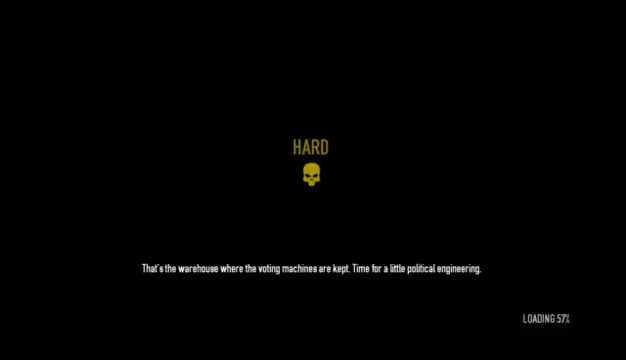 HARD
That's the warehouse where the voting machines are kept. Time for a little political engineering.
LOADING 57%